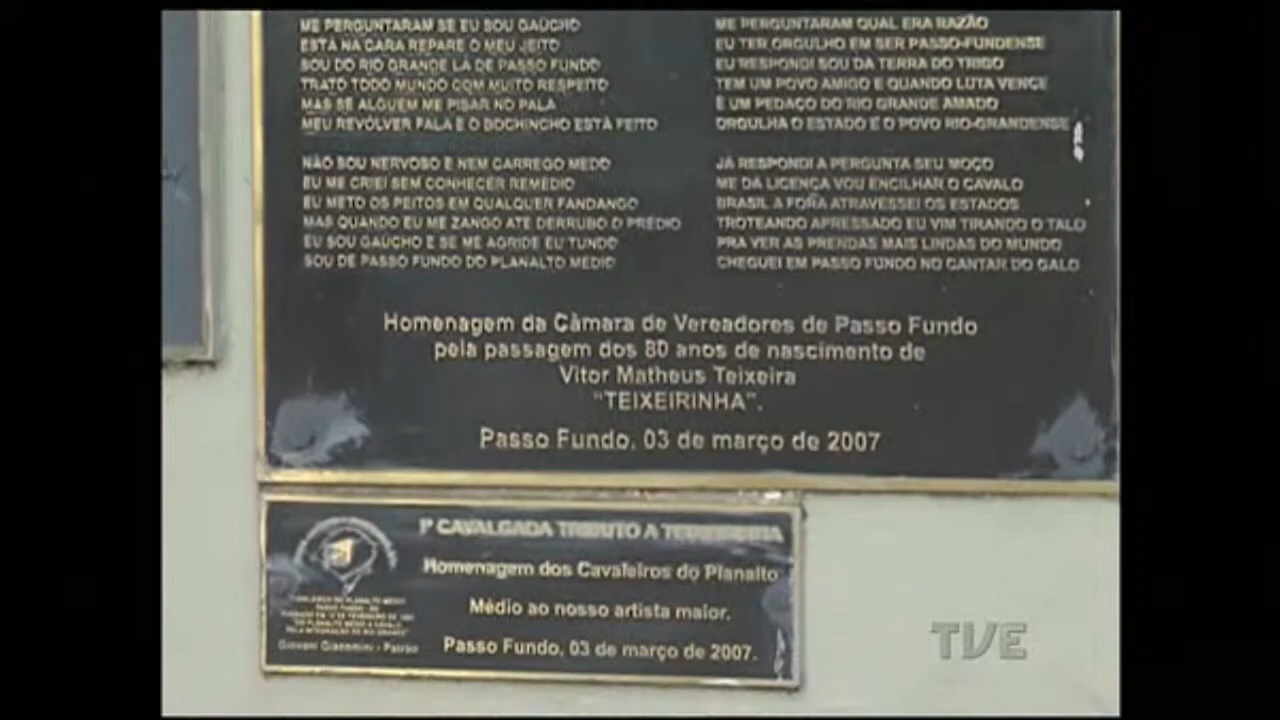 ME PERGUNTARAM SE EU SOU GAÚCHO
ESTÁ NA CARA REPARE O MEU JEITO
SOU DO RIO GRANDE LÁ DE PASSO FUNDO
TRATO TODO MUNDO COM MUITO RESPEITO
MAS SE ALGUEM ME PISAR NO PALA
MEU REVÓLVER FALA E O BOCHINCHO ESTÁ FEITO
NÃO SOU NERVOSO E NEM CARREGO MEDO
EU ME CRIEI SEM CONHECER REMÉDIO
EU METO OS PEITOS EM QUALQUER FANDANGO
MAS QUANDO EU ME ZANGO ATÉ DERRUBO O PRÉDIO
EU SOU GAÚCHO E SE ME AGRIDE EU TUNDO
SOU DE PASSO FUNDO DO PLANALTO MÉDIO
ME PERGUNTARAM QUAL ERA RAZÃO
EU TER ORGULHO EM SER PASSO-FUNDENSE
EU RESPONDI SOU DA TERRA DO TRIGO
TEM UM POVO AMIGO E QUANDO LUTA VENCE
É UM PEDAÇO DO RIO GRANDE AMADO
ORGULHA O ESTADO E O POVO RIO-GRANDENSE
JÁ RESPONDI A PERGUNTA SEU MOÇO
ME DÁ LICENÇA VOU ENCILHAR O CAVALO
BRASIL A FORA ATRAVESSEI OS ESTADOS
TROTEANDO APRESSADO EU VIM TIRANDO O TALO
PRA VER AS PRENDAS MAIS LINDAS DO MUNDO
CHEGUEI EM PASSO FUNDO NO CANTAR DO GALO
Homenagem da Câmara de Vereadores de Passo Fundo
pela passagem dos 80 anos de nascimento de
Vitor Matheus Teixeira
"TEIXEIRINHA".
Passo Fundo, 03 de março de 2007
1ª CAVALGADA TRIBUTO A TEIXEIRINHA
Homenagem dos Cavaleiros do Planalto
Médio ao nosso artista maior.
Passo Fundo, 03 de março de 2007.
Giovani Giacomini - Patrão
TVE